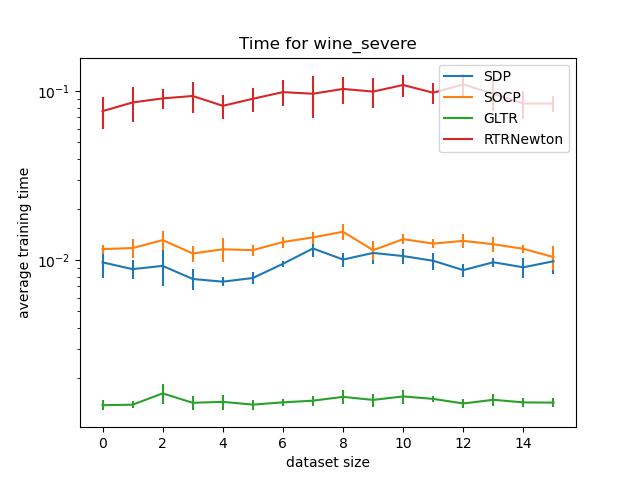 Time for wine_severe
SDP
SOCP
GLTR
RTRNewton
10⁻¹
10⁻²
average training time
0 2 4 6 8 10 12 14
dataset size